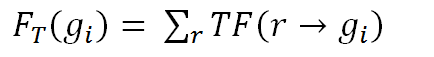 F_T(g_i) = ∑_r TF(r → g_i)